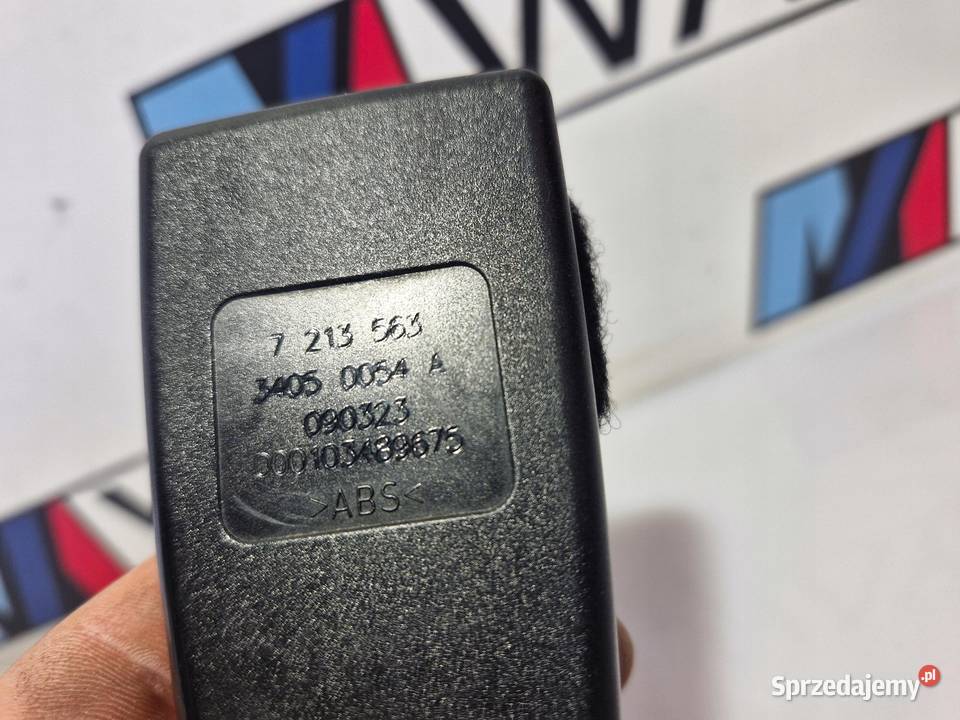 7 213 563
3405 0054 A
090323
000103489675
>ABS<
Sprzedajemy.pl